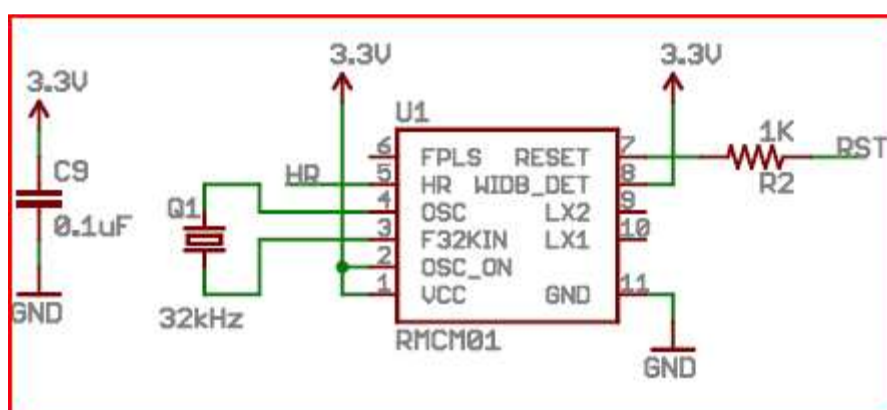 3.3V
C9
0.1uF
GND
3.3V
HR
Q1
32kHz
U1
6 FPLS RESET 7
5 HR WIDB_DET 8
4 OSC LX2 9
3 F32KIN LX1 10
2 OSC_ON
1 VCC GND 11
RMCM01
3.3V
1K
RST
R2
GND